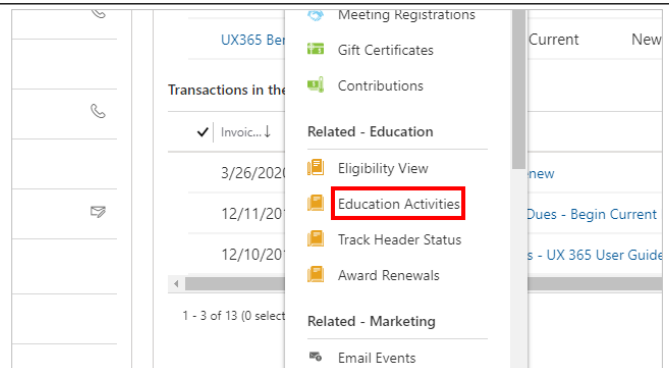 Meeting Registrations
UX365 Ber
Current
New
Gift Certificates
Contributions
Transactions in the
Invoic...↓
Related - Education
Eligibility View
3/26/2020
new
Education Activities
12/11/20
Dues - Begin Current
Track Header Status
12/10/20
s - UX 365 User Guide
Award Renewals
1 - 3 of 13 (0 select
Related - Marketing
Email Events